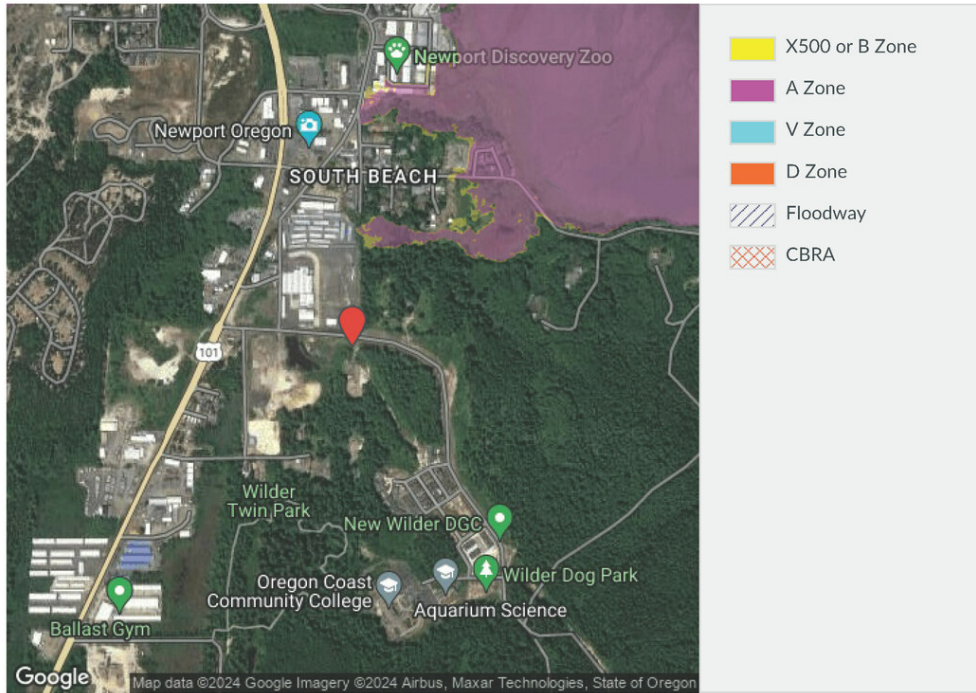 Newport Discovery Zoo
Newport Oregon
SOUTH BEACH
101
Wilder
Twin Park
New Wilder DGC
Oregon Coast
Community College
Wilder Dog Park
Aquarium Science
Ballast Gym
Google
Map data ©2024 Google Imagery ©2024 Airbus, Maxar Technologies, State of Oregon
X500 or B Zone
A Zone
V Zone
D Zone
Floodway
CBRA